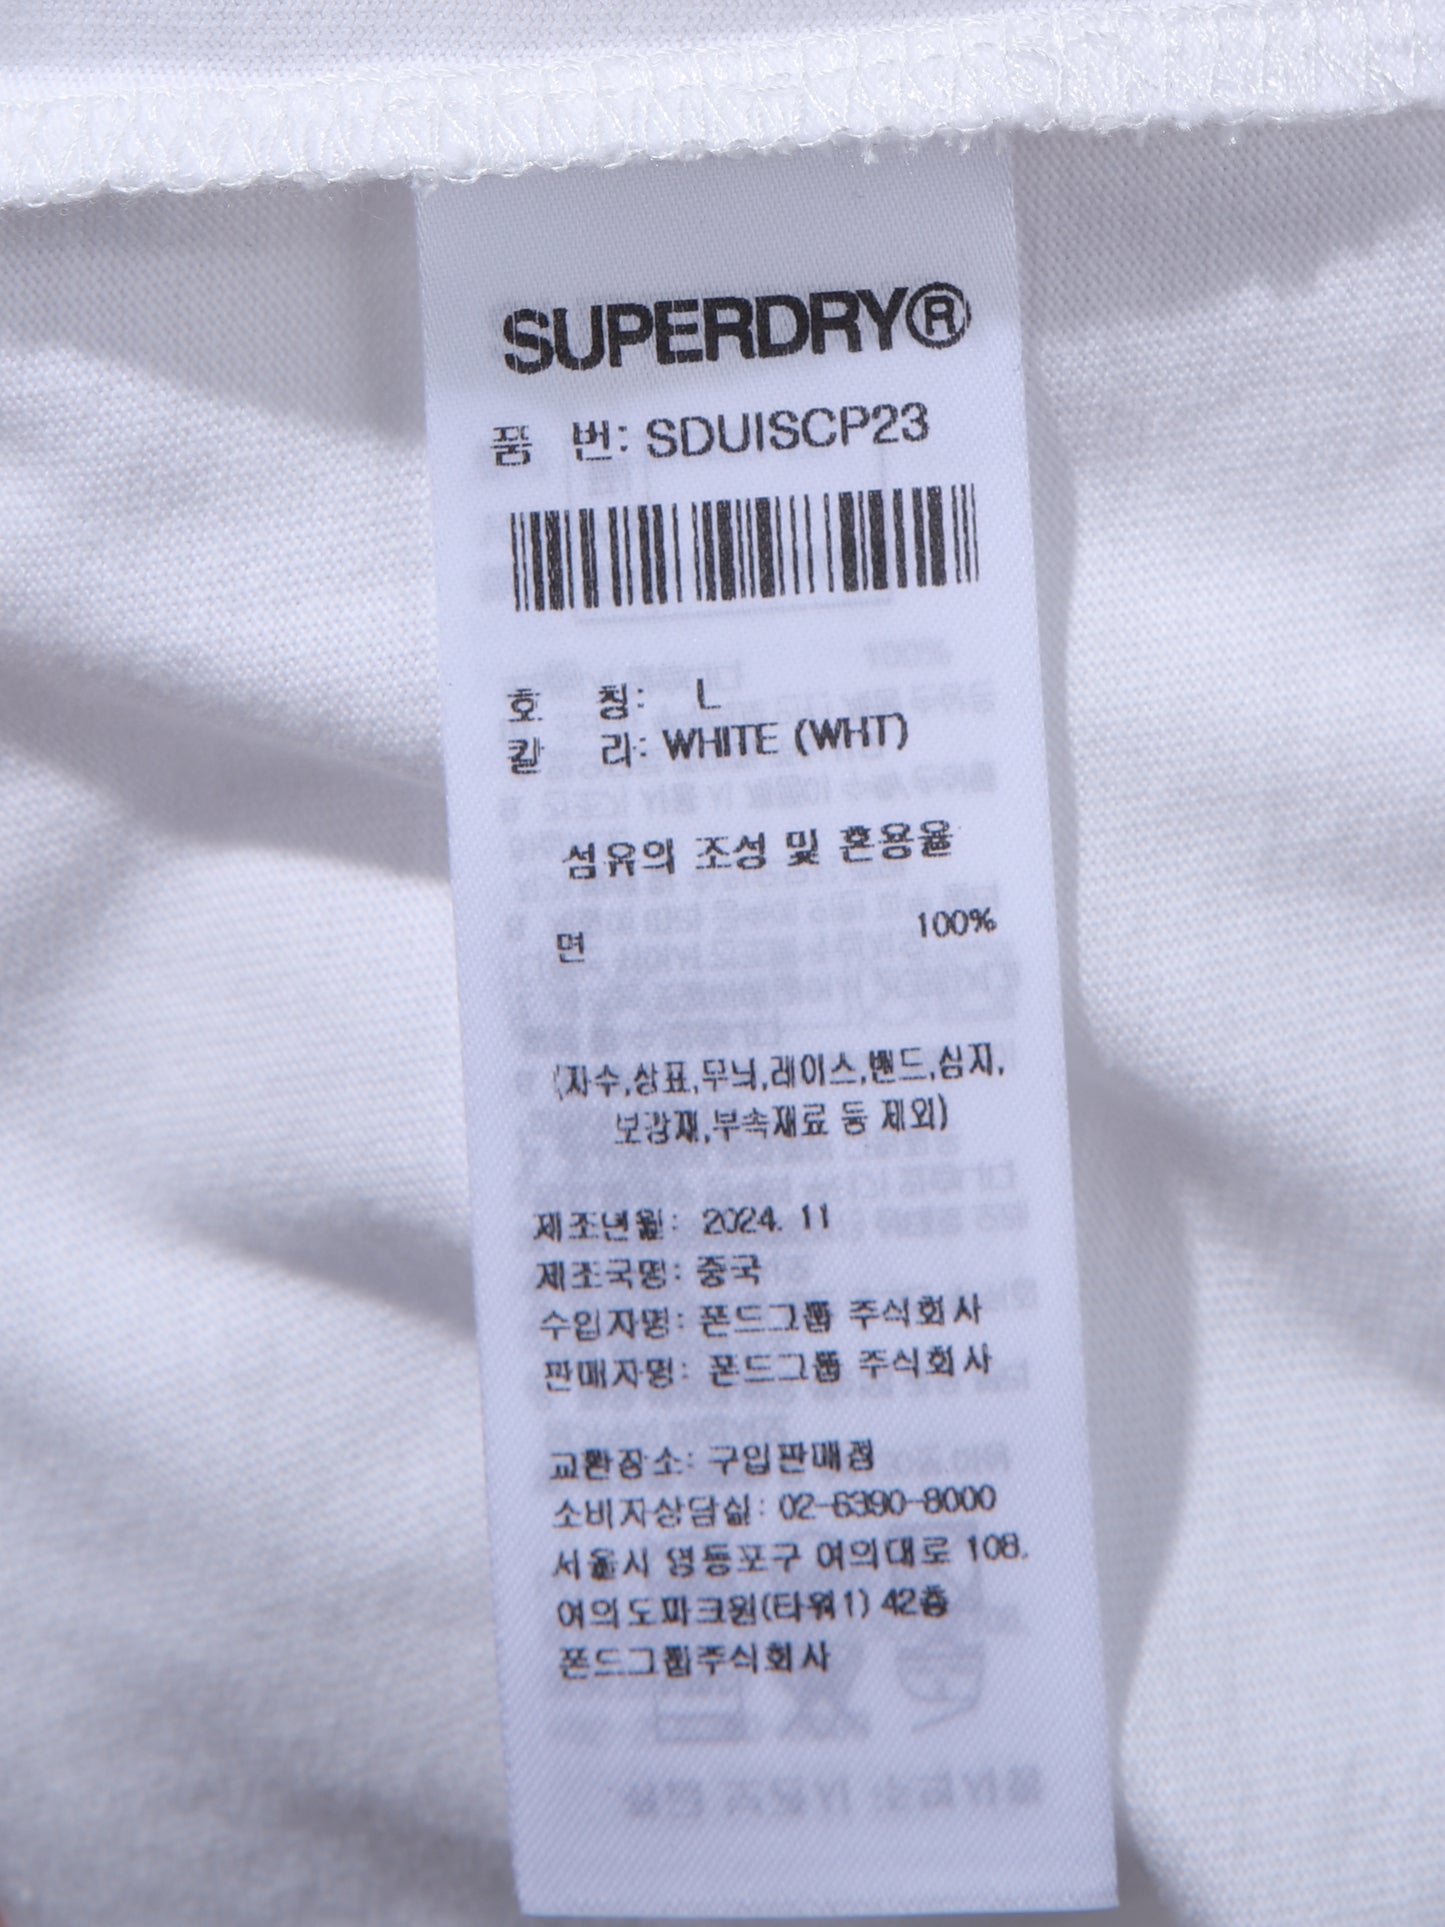 SUPERDRY®
품 번: SDUISCP23
호 칭: L
칼 라: WHITE (WHT)
섬유의 조성 및 혼용율
면 100%
(자수,상표,무늬,레이스,밴드,심지,
보강재,부속재료 등 제외)
제조년월: 2024. 11
제조국명: 중국
수입자명: 폰드그룹 주식회사
판매자명: 폰드그룹 주식회사
교환장소: 구입판매점
소비자상담실: 02-6390-8000
서울시 영등포구 여의대로 108.
여의도파크원(타워1) 42층
폰드그룹주식회사